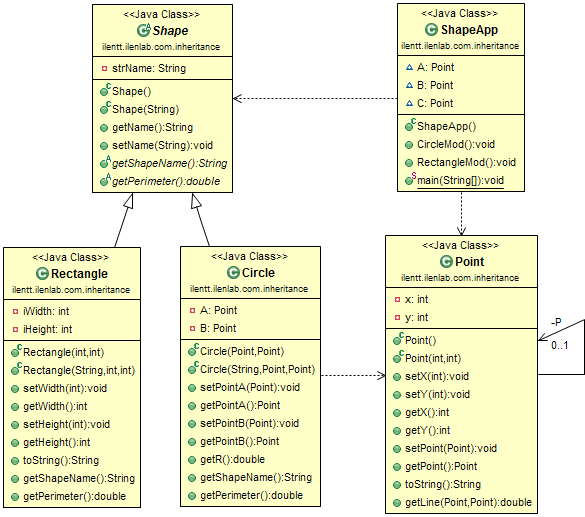 <<Java Class>>
Shape
ilentt.ilenlab.com.inheritance
strName: String
Shape()
Shape(String)
getName():String
setName(String):void
getShapeName():String
getPerimeter():double
<<Java Class>>
ShapeApp
ilentt.ilenlab.com.inheritance
A: Point
B: Point
C: Point
ShapeApp()
CircleMod():void
RectangleMod():void
main(String[]):void
<<Java Class>>
Rectangle
ilentt.ilenlab.com.inheritance
iWidth: int
iHeight: int
Rectangle(int,int)
Rectangle(String,int,int)
setWidth(int):void
getWidth():int
setHeight(int):void
getHeight():int
toString():String
getShapeName():String
getPerimeter():double
<<Java Class>>
Circle
ilentt.ilenlab.com.inheritance
A: Point
B: Point
Circle(Point,Point)
Circle(String,Point,Point)
setPointA(Point):void
getPointA():Point
setPointB(Point):void
getPointB():Point
getR():double
getShapeName():String
getPerimeter():double
<<Java Class>>
Point
ilentt.ilenlab.com.inheritance
x: int
y: int
Point()
Point(int,int)
setX(int):void
setY(int):void
getX():int
getY():int
setPoint(Point):void
getPoint():Point
toString():String
getLine(Point,Point):double
-P
0..1